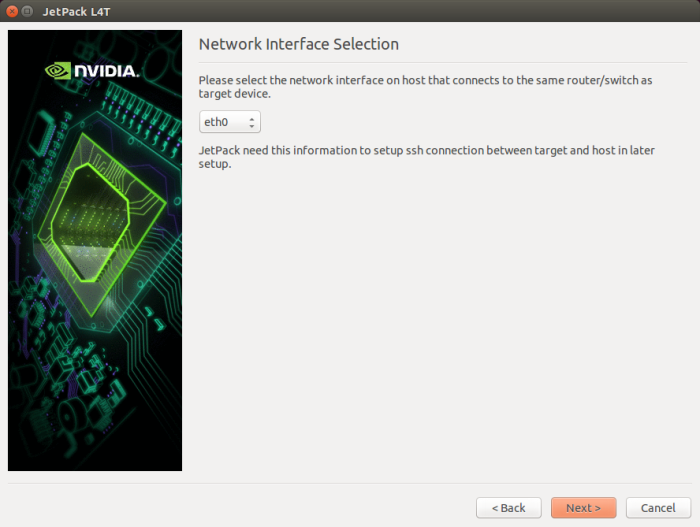 JetPack L4T
NVIDIA.
Network Interface Selection
Please select the network interface on host that connects to the same router/switch as
target device.
eth0
JetPack need this information to setup ssh connection between target and host in later
setup.
< Back
Next >
Cancel